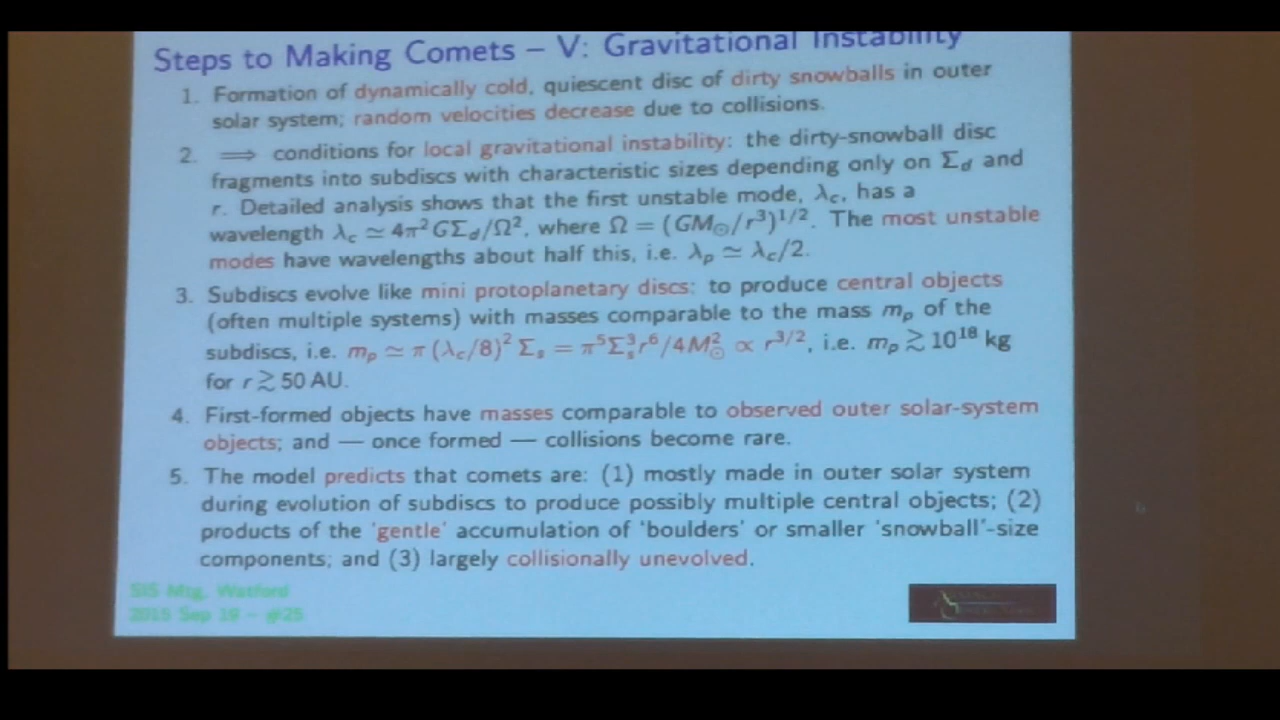 Steps to Making Comets – V: Gravitational Instability
1. Formation of dynamically cold, quiescent disc of dirty snowballs in outer
solar system; random velocities decrease due to collisions.
2. ⟹ conditions for local gravitational instability: the dirty-snowball disc
fragments into subdiscs with characteristic sizes depending only on Σ_d and
r. Detailed analysis shows that the first unstable mode, λ_c, has a
wavelength λ_c ≃ 4π²GΣ_d/Ω², where Ω = (GM_⊙/r³)^{1/2}. The most unstable
modes have wavelengths about half this, i.e. λ_p ≃ λ_c/2.
3. Subdiscs evolve like mini protoplanetary discs: to produce central objects
(often multiple systems) with masses comparable to the mass m_p of the
subdiscs, i.e. m_p ≃ π(λ_c/8)² Σ_s = π⁵Σ_s³r⁶/4M_⊙² ∝ r^{3/2}, i.e. m_p ≳ 10¹⁸ kg
for r ≳ 50 AU.
4. First-formed objects have masses comparable to observed outer solar-system
objects; and — once formed — collisions become rare.
5. The model predicts that comets are: (1) mostly made in outer solar system
during evolution of subdiscs to produce possibly multiple central objects; (2)
products of the 'gentle' accumulation of 'boulders' or smaller 'snowball'-size
components; and (3) largely collisionally unevolved.
SIS Mtg, Watford
2015 Sep 19 – #25